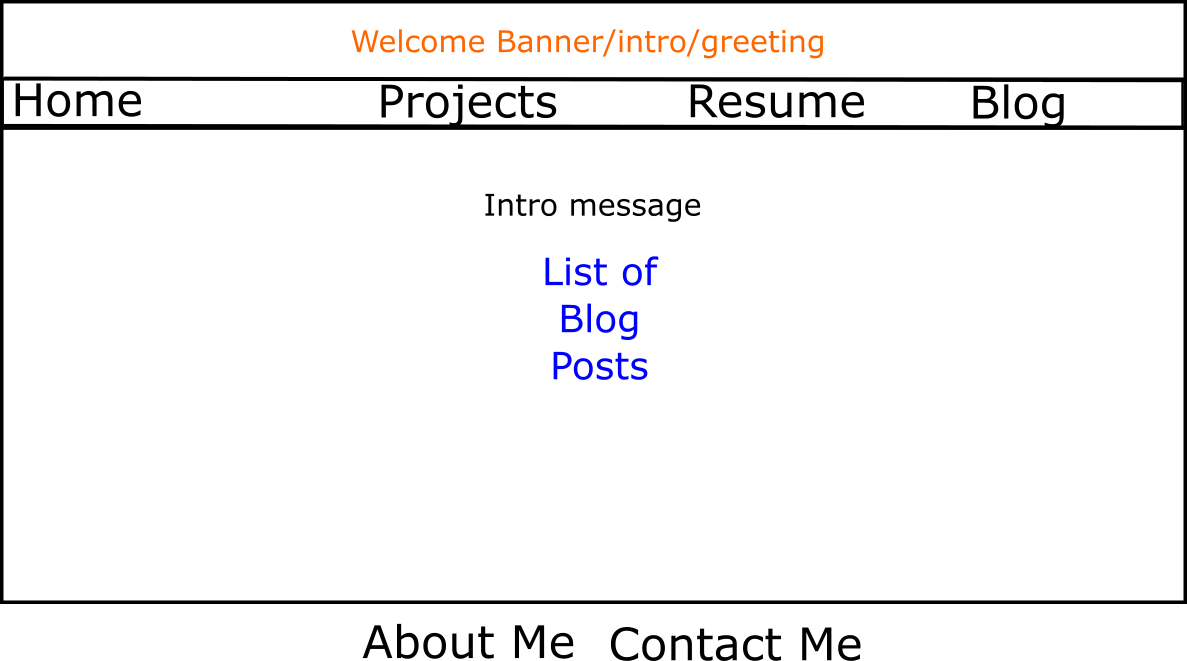 Welcome Banner/intro/greeting
Home Projects Resume Blog
Intro message
List of
Blog
Posts
About Me Contact Me